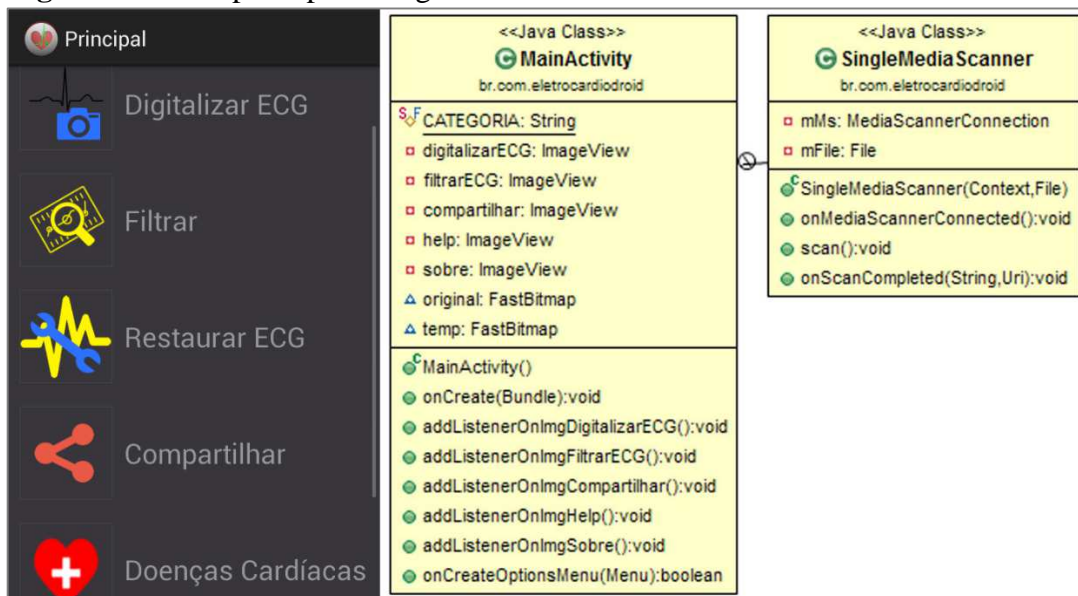 Principal
Digitalizar ECG
Filtrar
Restaurar ECG
Compartilhar
Doenças Cardíacas
<<Java Class>>
MainActivity
br.com.eletrocardiodroid
CATEGORIA: String
digitalizarECG: ImageView
filtrarECG: ImageView
compartilhar: ImageView
help: ImageView
sobre: ImageView
original: FastBitmap
temp: FastBitmap
MainActivity()
onCreate(Bundle):void
addListenerOnImgDigitalizarECG():void
addListenerOnImgFiltrarECG():void
addListenerOnImgCompartilhar():void
addListenerOnImgHelp():void
addListenerOnImgSobre():void
onCreateOptionsMenu(Menu):boolean
<<Java Class>>
SingleMediaScanner
br.com.eletrocardiodroid
mMs: MediaScannerConnection
mFile: File
SingleMediaScanner(Context,File)
onMediaScannerConnected():void
scan():void
onScanCompleted(String,Uri):void